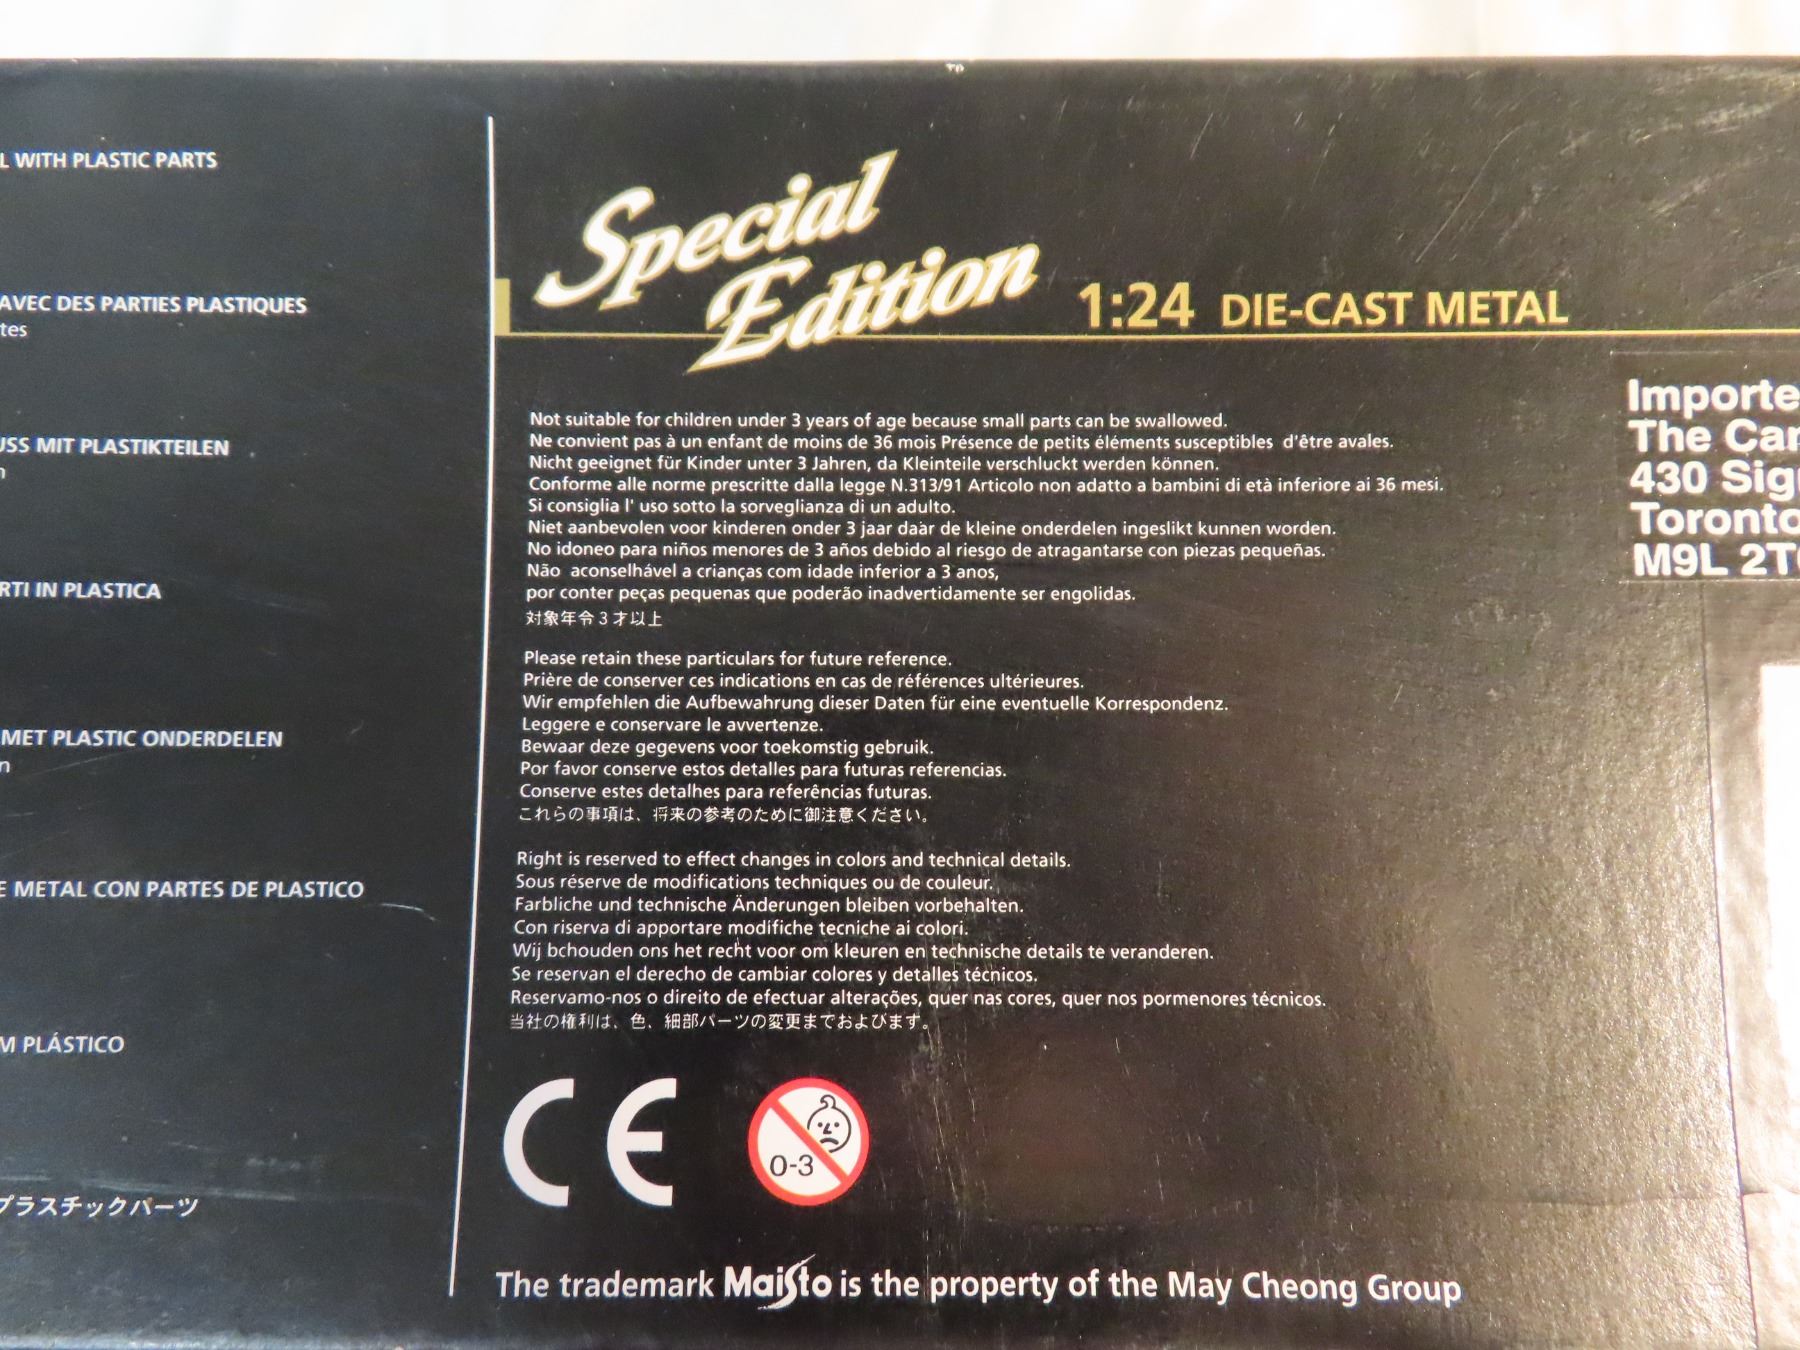 L WITH PLASTIC PARTS
AVEC DES PARTIES PLASTIQUES
tes
USS MIT PLASTIKTEILEN
n
RTI IN PLASTICA
MET PLASTIC ONDERDELEN
n
E METAL CON PARTES DE PLASTICO
M PLÁSTICO
プラスチックパーツ
Special
Edition
1:24 DIE-CAST METAL
Not suitable for children under 3 years of age because small parts can be swallowed.
Ne convient pas à un enfant de moins de 36 mois Présence de petits éléments susceptibles d'être avales.
Nicht geeignet für Kinder unter 3 Jahren, da Kleinteile verschluckt werden können.
Conforme alle norme prescritte dalla legge N.313/91 Articolo non adatto a bambini di età inferiore ai 36 mesi.
Si consiglia l' uso sotto la sorveglianza di un adulto.
Niet aanbevolen voor kinderen onder 3 jaar daar de kleine onderdelen ingeslikt kunnen worden.
No idoneo para niños menores de 3 años debido al riesgo de atragantarse con piezas pequeñas.
Não aconselhável a crianças com idade inferior a 3 anos,
por conter peças pequenas que poderão inadvertidamente ser engolidas.
対象年令3才以上
Please retain these particulars for future reference.
Prière de conserver ces indications en cas de références ultérieures.
Wir empfehlen die Aufbewahrung dieser Daten für eine eventuelle Korrespondenz.
Leggere e conservare le avvertenze.
Bewaar deze gegevens voor toekomstig gebruik.
Por favor conserve estos detalles para futuras referencias.
Conserve estes detalhes para referências futuras.
これらの事項は、将来の参考のために御注意ください。
Right is reserved to effect changes in colors and technical details.
Sous réserve de modifications techniques ou de couleur.
Farbliche und technische Änderungen bleiben vorbehalten.
Con riserva di apportare modifiche tecniche ai colori.
Wij bchouden ons het recht voor om kleuren en technische details te veranderen.
Se reservan el derecho de cambiar colores y detalles técnicos.
Reservamo-nos o direito de efectuar alterações, quer nas cores, quer nos pormenores técnicos.
当社の権利は、色、細部パーツの変更までおよびます。
CE
0-3
The trademark Maisto is the property of the May Cheong Group
Importe
The Can
430 Sig
Toronto
M9L 2T